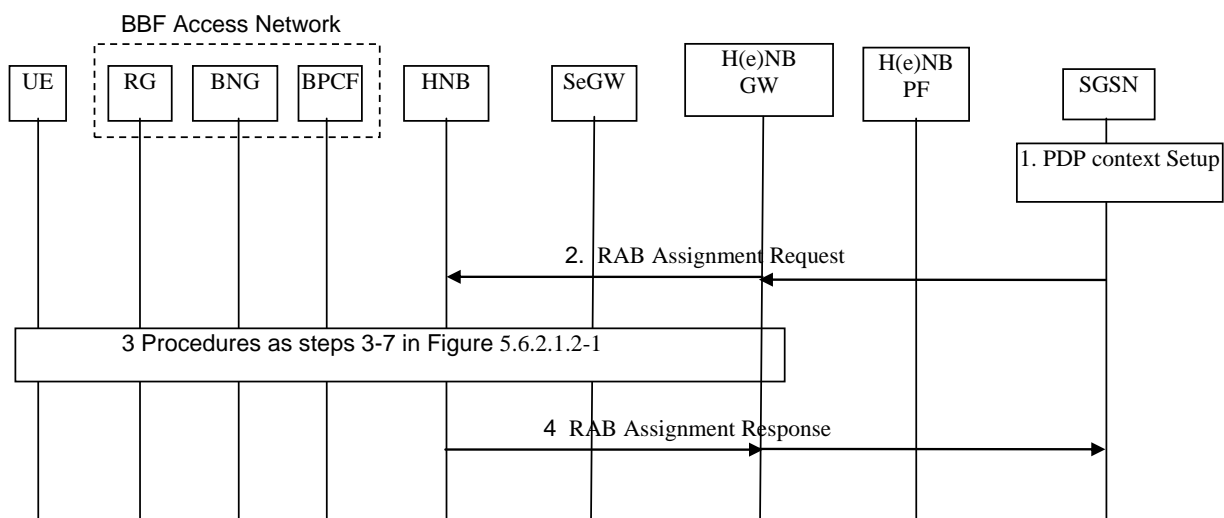 BBF Access Network
UE
RG
BNG
BPCF
HNB
SeGW
H(e)NB
GW
H(e)NB
PF
SGSN
1. PDP context Setup
2. RAB Assignment Request
3 Procedures as steps 3-7 in Figure 5.6.2.1.2-1
4 RAB Assignment Response